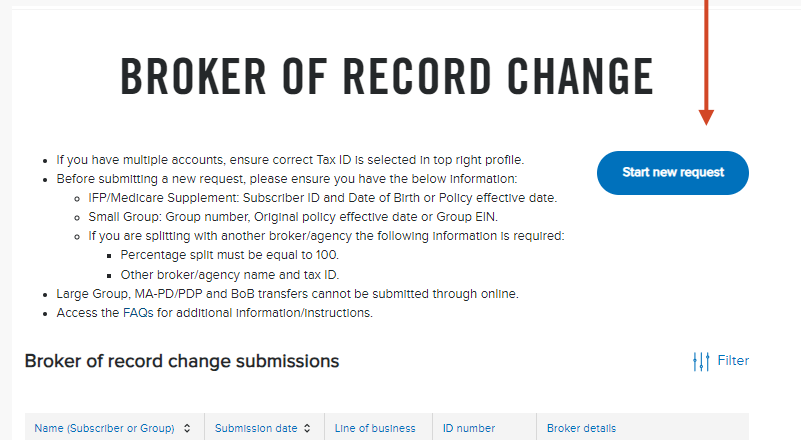 BROKER OF RECORD CHANGE
If you have multiple accounts, ensure correct Tax ID is selected in top right profile.
Start new request
Before submitting a new request, please ensure you have the below information:
IFP/Medicare Supplement: Subscriber ID and Date of Birth or Policy effective date.
Small Group: Group number, Original policy effective date or Group EIN.
If you are splitting with another broker/agency the following information is required:
Percentage split must be equal to 100.
Other broker/agency name and tax ID.
Large Group, MA-PD/PDP and BoB transfers cannot be submitted through online.
Access the FAQs for additional information/instructions.
Broker of record change submissions
Filter
Name (Subscriber or Group) Submission date Line of business ID number Broker details